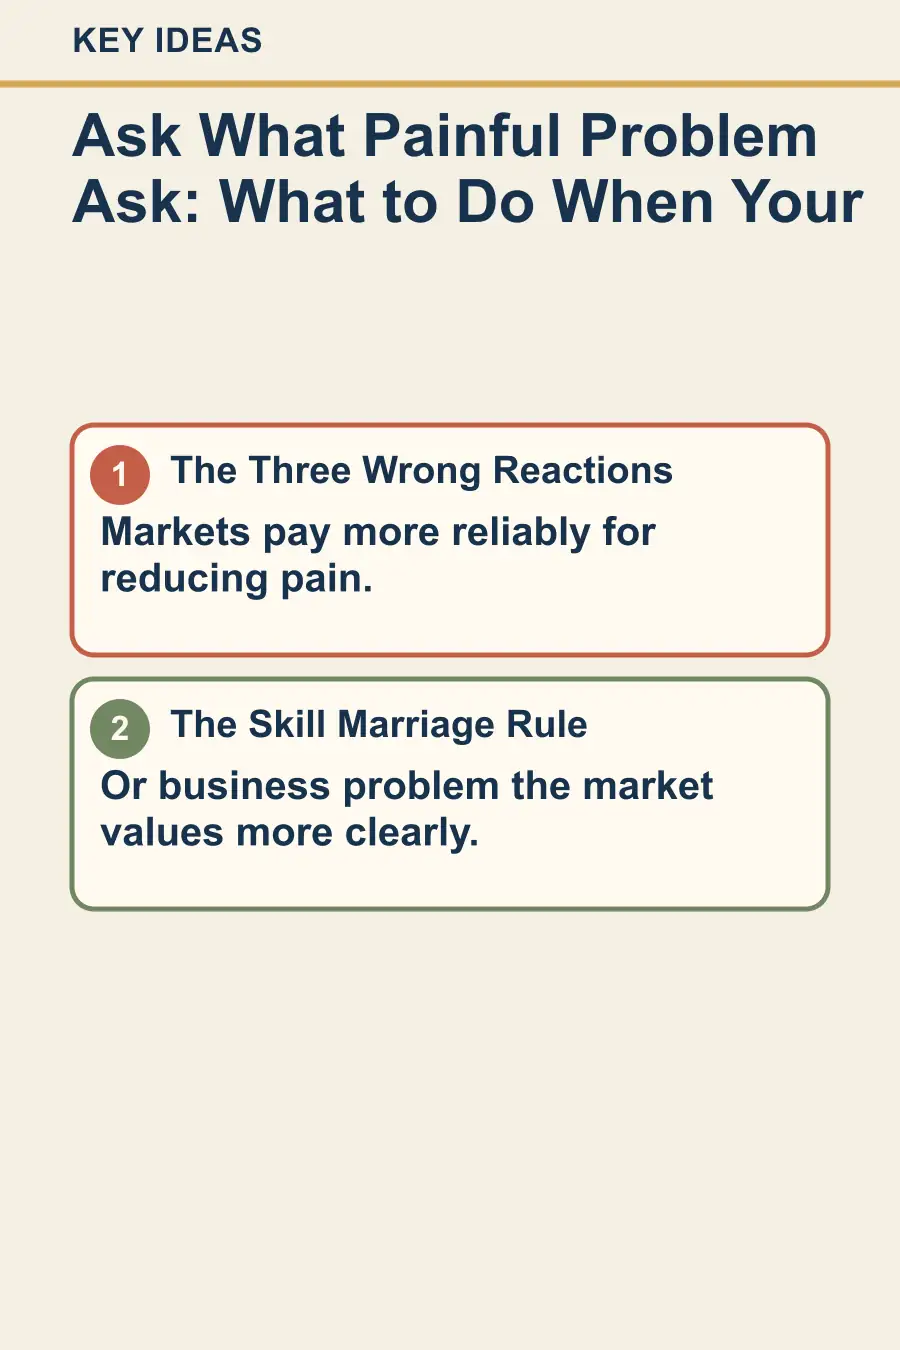 KEY IDEAS
Ask What Painful Problem
Ask: What to Do When Your
1 The Three Wrong Reactions
Markets pay more reliably for
reducing pain.
2 The Skill Marriage Rule
Or business problem the market
values more clearly.